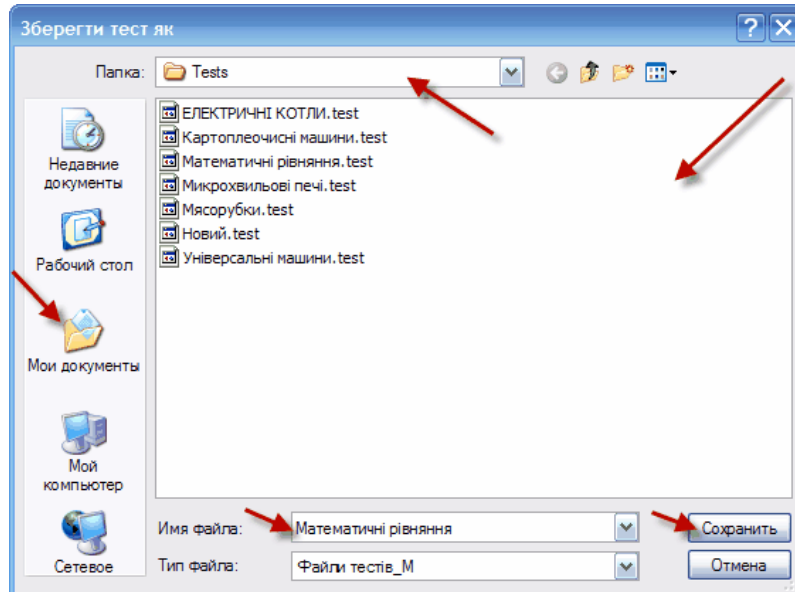 Зберегти тест як
Папка: Tests
ЕЛЕКТРИЧНІ КОТЛИ.test
Картоплеочисні машини.test
Математичні рівняння.test
Микрохвильові печі.test
Мясорубки.test
Новий.test
Універсальні машини.test
Недавние
документы
Рабочий стол
Мои документы
Мой
компьютер
Сетевое
Имя файла: Математичні рівняння Сохранить
Тип файла: Файли тестів_М Отмена